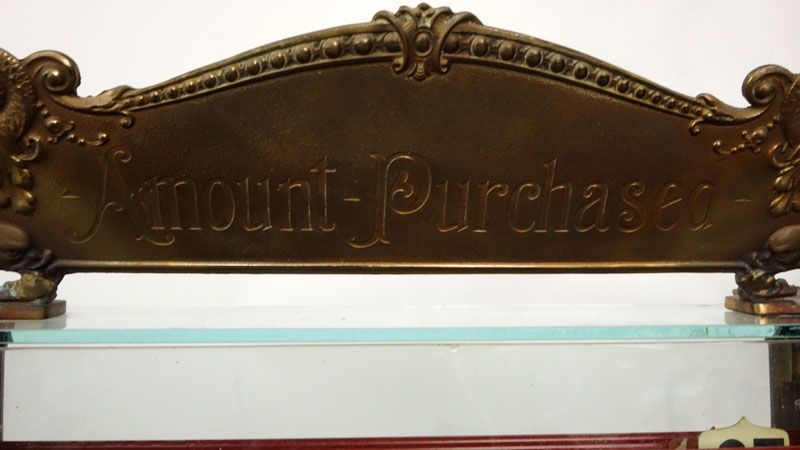 - Amount - Purchased -